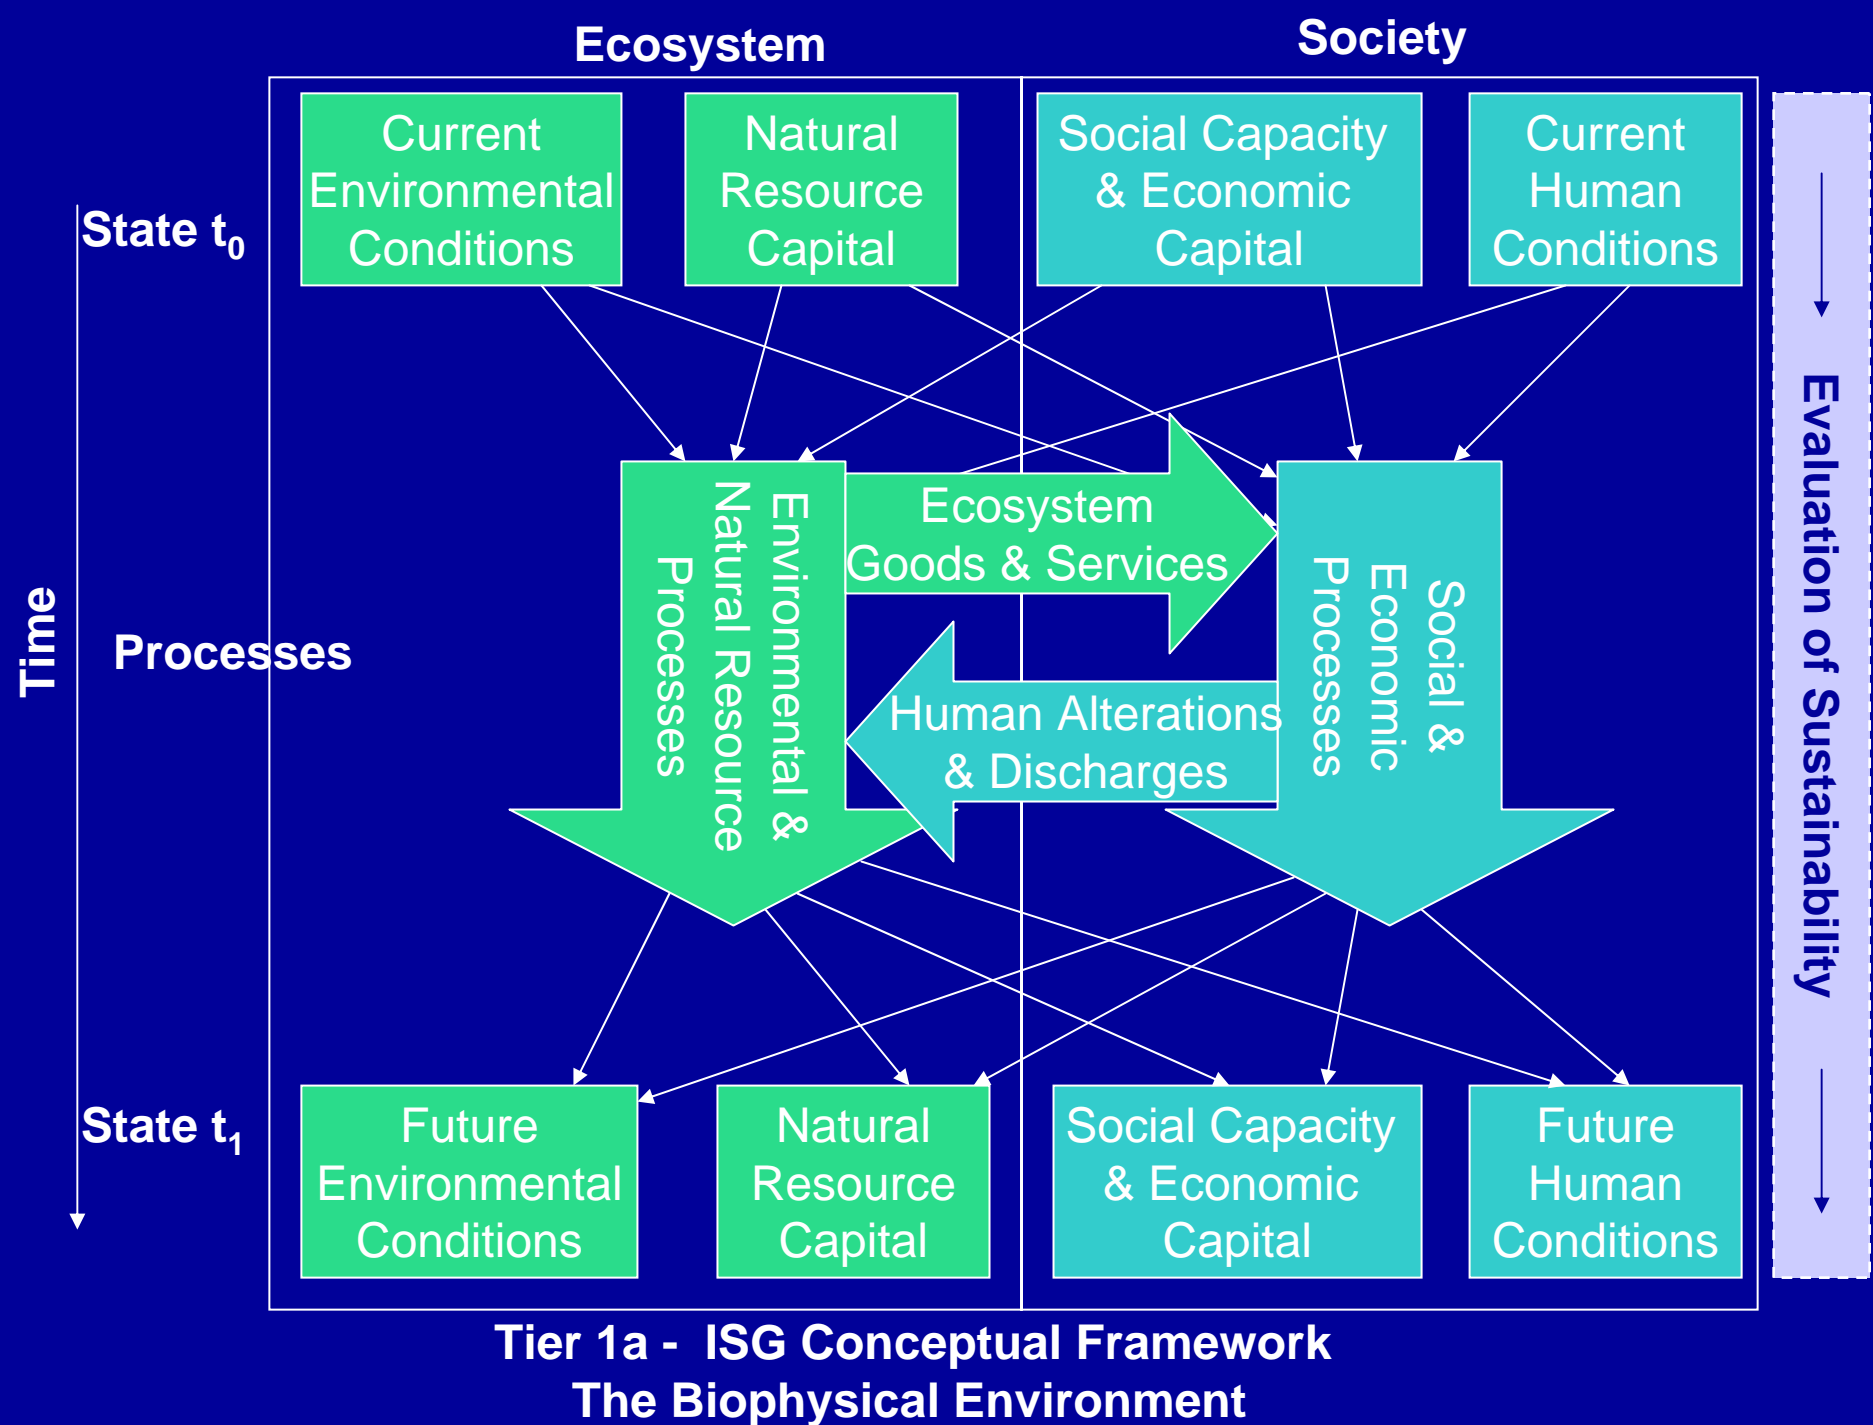 Ecosystem
Society
Current
Environmental
Conditions
Natural
Resource
Capital
Social Capacity
& Economic
Capital
Current
Human
Conditions
State t0
Time
Processes
Environmental &
Natural Resource
Processes
Ecosystem
Goods & Services
Human Alterations
& Discharges
Social &
Economic
Processes
Evaluation of Sustainability
State t1
Future
Environmental
Conditions
Natural
Resource
Capital
Social Capacity
& Economic
Capital
Future
Human
Conditions
Tier 1a -  ISG Conceptual Framework
The Biophysical Environment